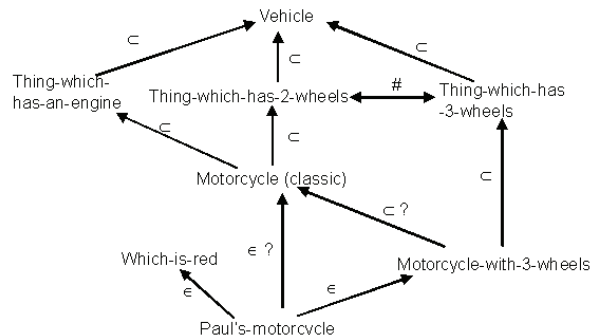 Vehicle
⊂
⊂
⊂
Thing-which-
has-an-engine
Thing-which-has-2-wheels
#
Thing-which-has
-3-wheels
⊂
⊂
⊂
Motorcycle (classic)
⊂ ?
Which-is-red
∈ ?
Motorcycle-with-3-wheels
∈
∈
Paul's-motorcycle